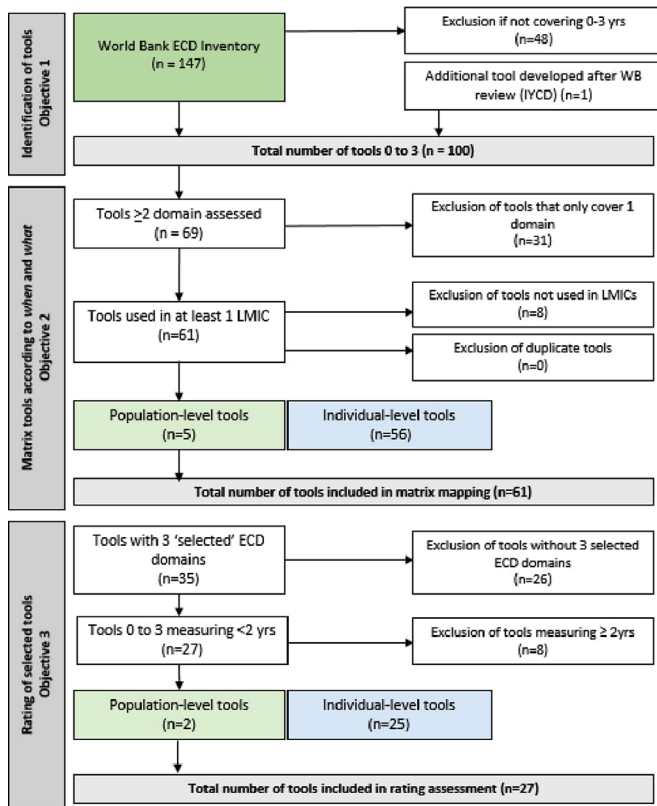 Identification of tools
Objective 1
World Bank ECD Inventory
(n = 147)
Exclusion if not covering 0-3 yrs
(n=48)
Additional tool developed after WB
review (IYCD) (n=1)
Total number of tools 0 to 3 (n = 100)
Matrix tools according to when and what
Objective 2
Tools ≥2 domain assessed
(n = 69)
Exclusion of tools that only cover 1
domain
(n=31)
Tools used in at least 1 LMIC
(n=61)
Exclusion of tools not used in LMICs
(n=8)
Exclusion of duplicate tools
(n=0)
Population-level tools
(n=5)
Individual-level tools
(n=56)
Total number of tools included in matrix mapping (n=61)
Rating of selected tools
Objective 3
Tools with 3 ‘selected’ ECD
domains
(n=35)
Exclusion of tools without 3 selected
ECD domains
(n=26)
Tools 0 to 3 measuring <2 yrs
(n=27)
Exclusion of tools measuring ≥ 2yrs
(n=8)
Population-level tools
(n=2)
Individual-level tools
(n=25)
Total number of tools included in rating assessment (n=27)